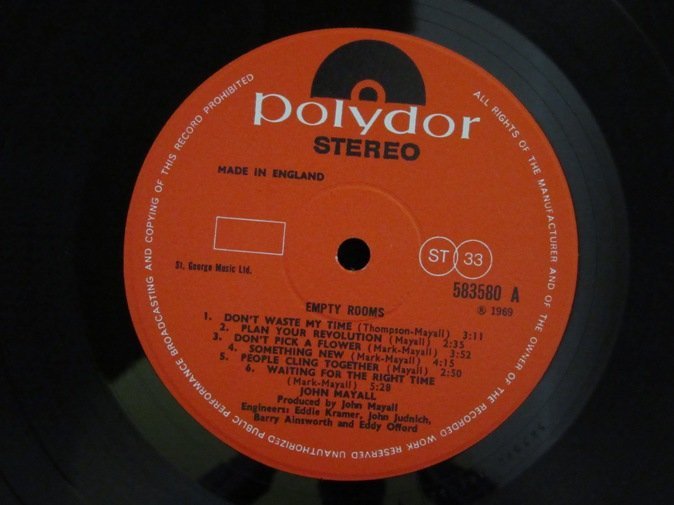 polydor
STEREO
MADE IN ENGLAND
St. George Music Ltd.
ST 33
583580 A
℗ 1969
EMPTY ROOMS
1. DON'T WASTE MY TIME (Thompson-Mayall) 3:11
2. PLAN YOUR REVOLUTION (Mayall) 2:35
3. DON'T PICK A FLOWER (Mark-Mayall) 3:52
4. SOMETHING NEW (Mark-Mayall) 4:15
5. PEOPLE CLING TOGETHER (Mayall) 2:50
6. WAITING FOR THE RIGHT TIME
(Mark-Mayall) 5:28
JOHN MAYALL
Produced by John Mayall
Engineers: Eddie Kramer, John Judnich,
Barry Ainsworth and Eddy Offord
ALL RIGHTS OF THE MANUFACTURER AND OF THE OWNER OF THE RECORDED WORK RESERVED UNAUTHORIZED PUBLIC PERFORMANCE BROADCASTING AND COPYING OF THIS RECORD PROHIBITED